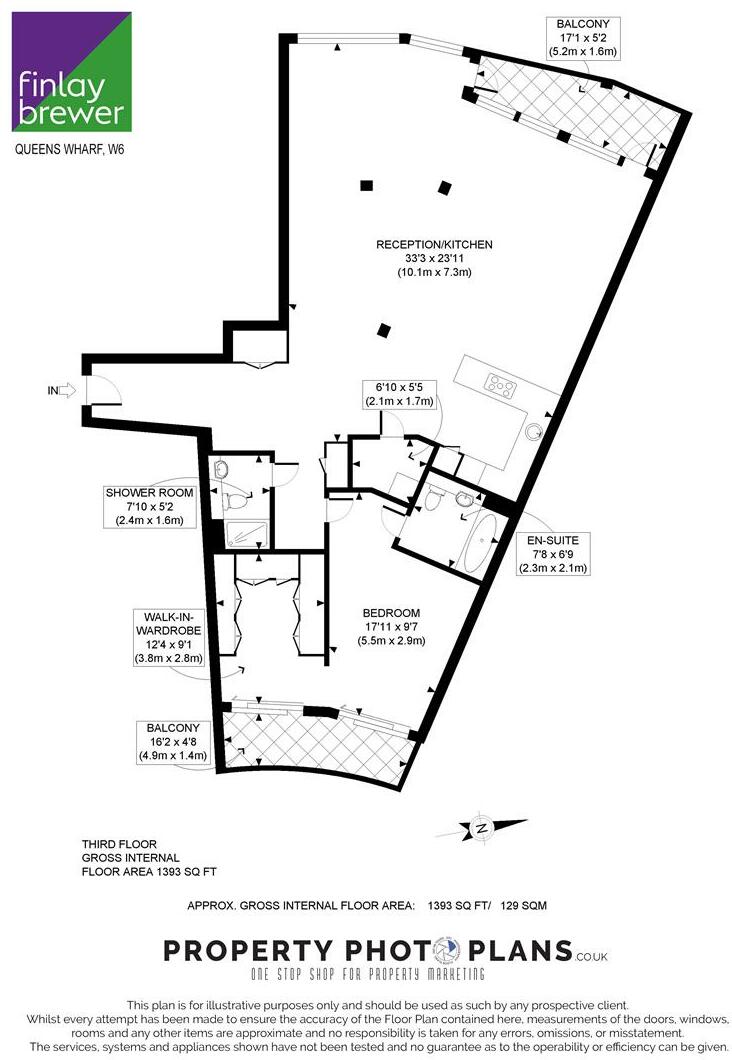 finlay
brewer
QUEENS WHARF, W6
BALCONY
17'1 x 5'2
(5.2m x 1.6m)
RECEPTION/KITCHEN
33'3 x 23'11
(10.1m x 7.3m)
IN
6'10 x 5'5
(2.1m x 1.7m)
SHOWER ROOM
7'10 x 5'2
(2.4m x 1.6m)
EN-SUITE
7'8 x 6'9
(2.3m x 2.1m)
WALK-IN-
WARDROBE
12'4 x 9'1
(3.8m x 2.8m)
BEDROOM
17'11 x 9'7
(5.5m x 2.9m)
BALCONY
16'2 x 4'8
(4.9m x 1.4m)
N
THIRD FLOOR
GROSS INTERNAL
FLOOR AREA 1393 SQ FT
APPROX. GROSS INTERNAL FLOOR AREA: 1393 SQ FT/ 129 SQM
PROPERTY PHOTO PLANS.CO.UK
ONE STOP SHOP FOR PROPERTY MARKETING
This plan is for illustrative purposes only and should be used as such by any prospective client.
Whilst every attempt has been made to ensure the accuracy of the Floor Plan contained here, measurements of the doors, windows,
rooms and any other items are approximate and no responsibility is taken for any errors, omissions, or misstatement.
The services, systems and appliances shown have not been tested and no guarantee as to the operability or efficiency can be given.